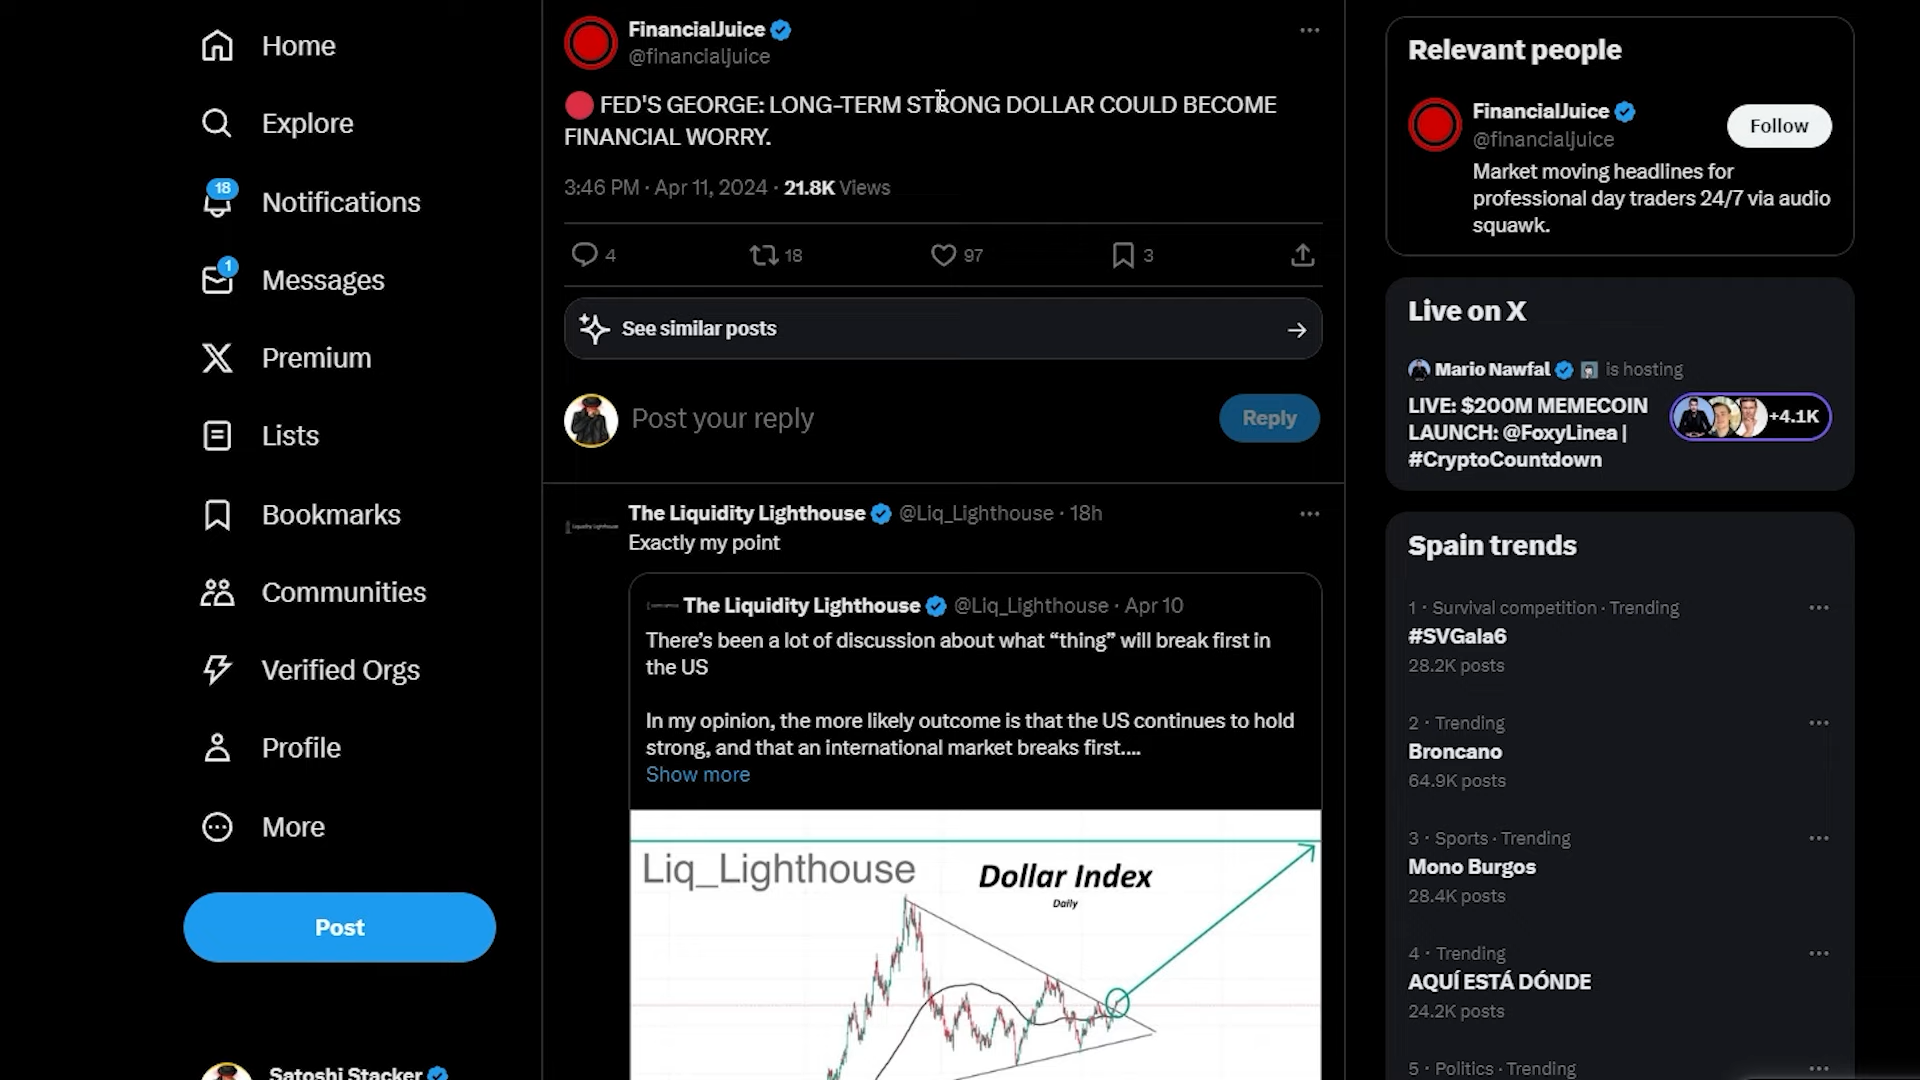 Home
Explore
18
Notifications
1
Messages
Premium
Lists
Bookmarks
Communities
Verified Orgs
Profile
More
Post
Satoshi Stacker
FinancialJuice
@financialjuice
FED'S GEORGE: LONG-TERM STRONG DOLLAR COULD BECOME
FINANCIAL WORRY.
3:46 PM · Apr 11, 2024 · 21.8K Views
4
18
97
3
See similar posts
Post your reply
Reply
The Liquidity Lighthouse @Liq_Lighthouse · 18h
Exactly my point
The Liquidity Lighthouse @Liq_Lighthouse · Apr 10
There’s been a lot of discussion about what “thing” will break first in
the US
In my opinion, the more likely outcome is that the US continues to hold
strong, and that an international market breaks first....
Show more
Liq_Lighthouse
Dollar Index
Daily
Relevant people
FinancialJuice
@financialjuice
Follow
Market moving headlines for
professional day traders 24/7 via audio
squawk.
Live on X
Mario Nawfal is hosting
LIVE: $200M MEMECOIN
LAUNCH: @FoxyLinea |
#CryptoCountdown
+4.1K
Spain trends
1 · Survival competition · Trending
#SVGala6
28.2K posts
2 · Trending
Broncano
64.9K posts
3 · Sports · Trending
Mono Burgos
28.4K posts
4 · Trending
AQUÍ ESTÁ DÓNDE
24.2K posts
5 · Politics · Trending